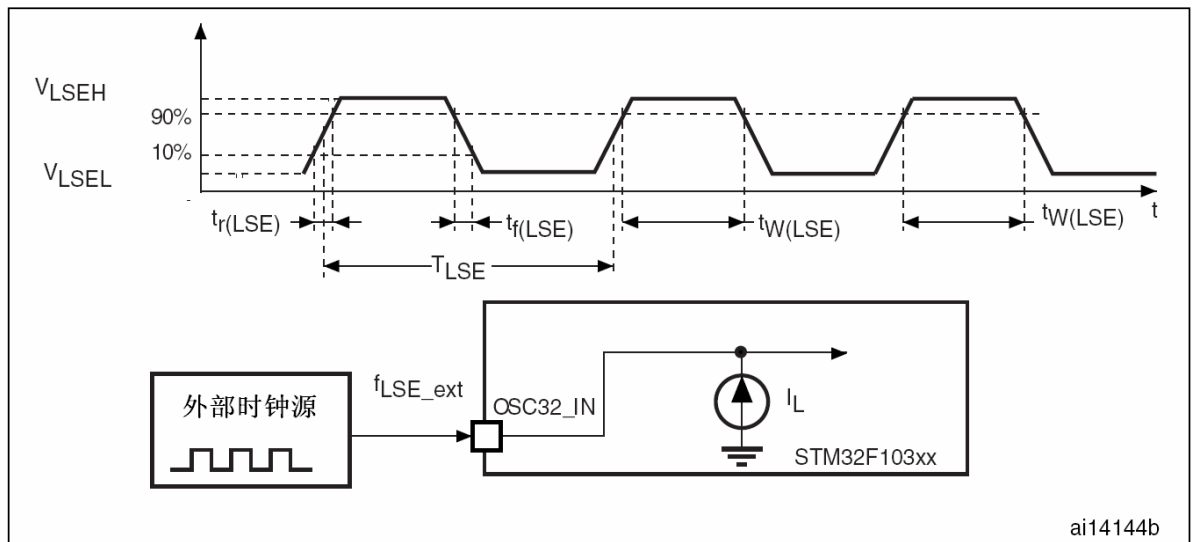 VLSEH
90%
10%
VLSEL
tr(LSE)
tf(LSE)
tW(LSE)
tW(LSE)
t
TLSE
外部时钟源
fLSE_ext
OSC32_IN
IL
STM32F103xx
ai14144b